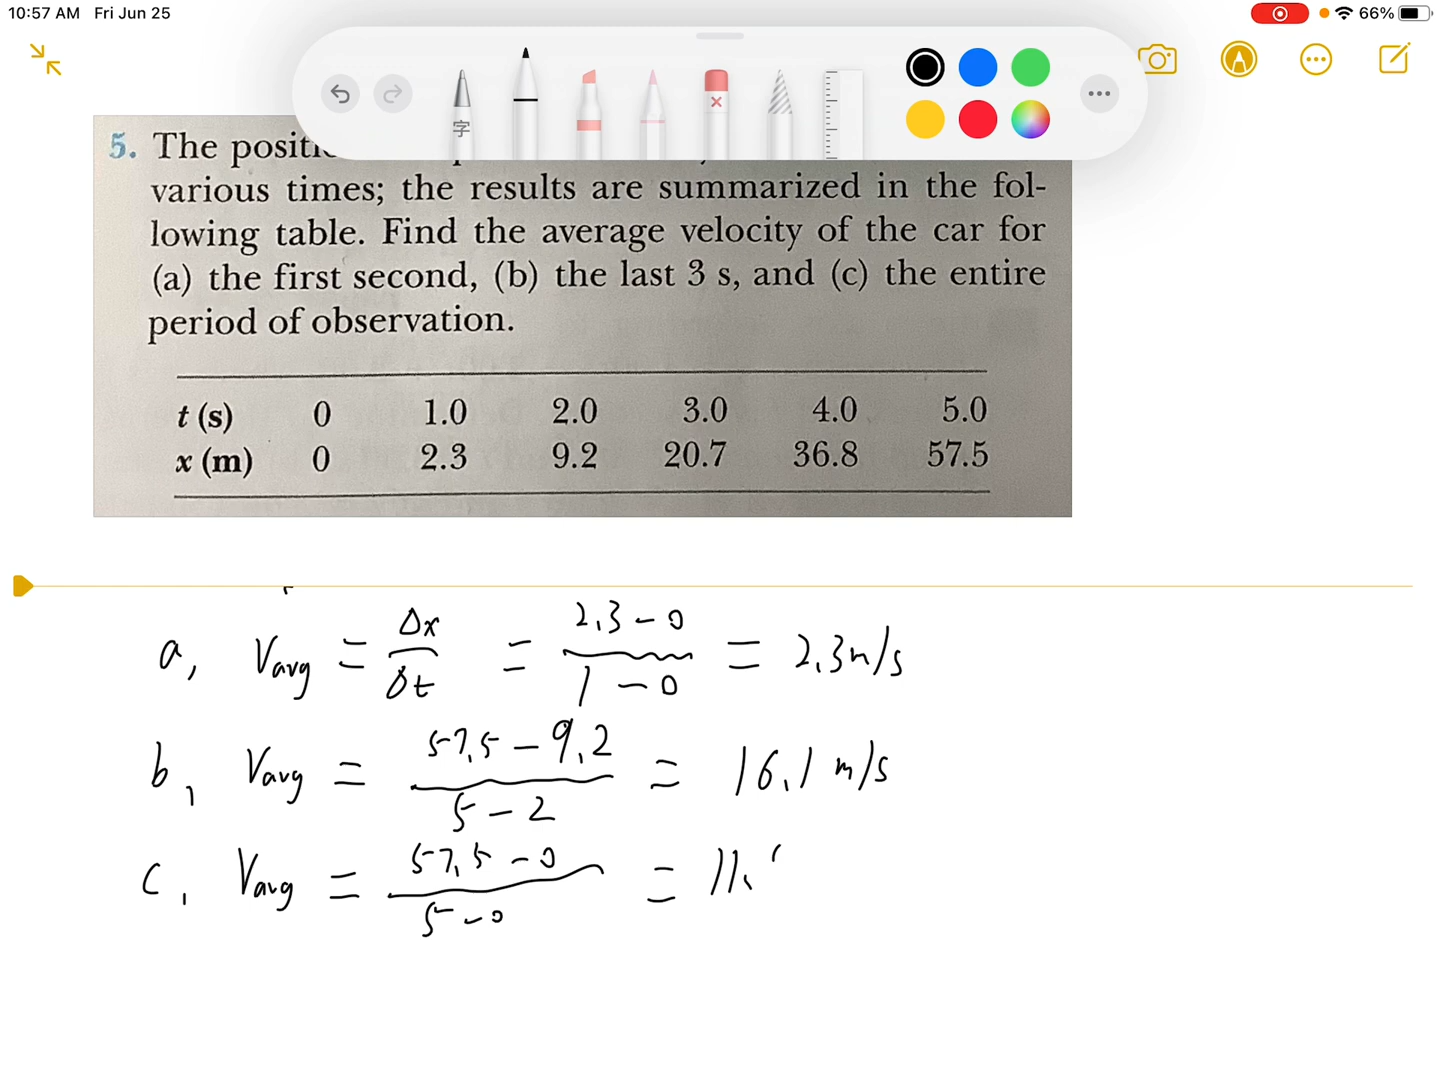 10:57 AM Fri Jun 25 66%
字
5. The positi
various times; the results are summarized in the fol-
lowing table. Find the average velocity of the car for
(a) the first second, (b) the last 3 s, and (c) the entire
period of observation.
t (s) 0 1.0 2.0 3.0 4.0 5.0
x (m) 0 2.3 9.2 20.7 36.8 57.5
a, Vavg = Δx/Δt = 2.3-0/1-0 = 2.3m/s
b, Vavg = 57.5-9.2/5-2 = 16.1 m/s
c, Vavg = 57.5-0/5-0 = 11.